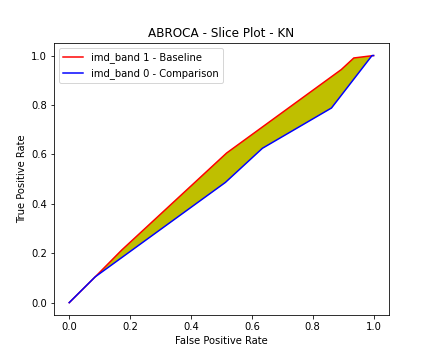 ABROCA - Slice Plot - KN
imd_band 1 - Baseline
imd_band 0 - Comparison
1.0
0.8
0.6
0.4
0.2
0.0
True Positive Rate
0.0 0.2 0.4 0.6 0.8 1.0
False Positive Rate